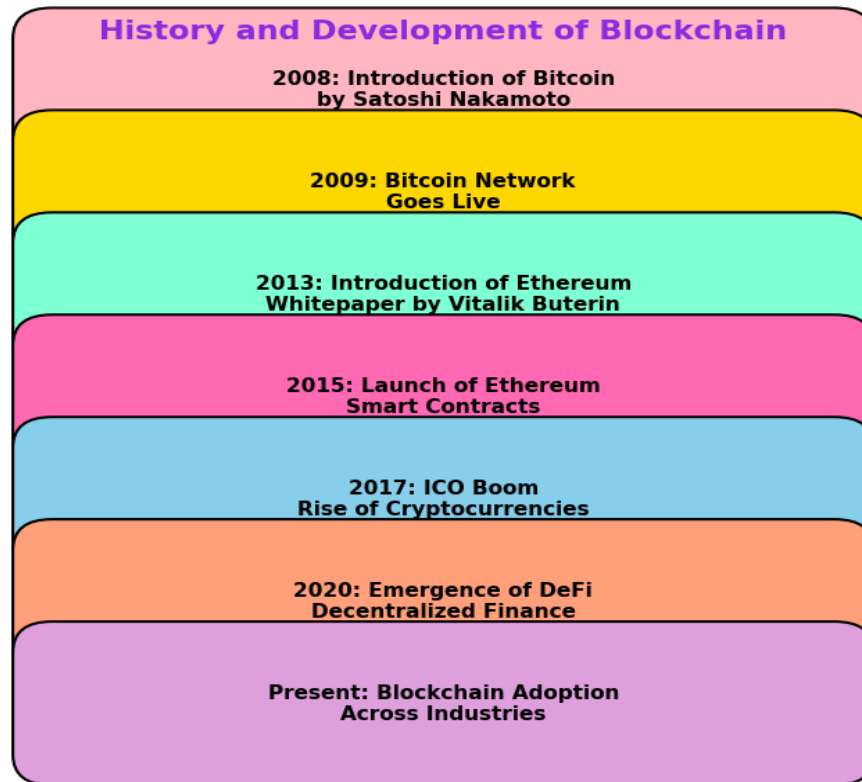 History and Development of Blockchain
2008: Introduction of Bitcoin
by Satoshi Nakamoto
2009: Bitcoin Network
Goes Live
2013: Introduction of Ethereum
Whitepaper by Vitalik Buterin
2015: Launch of Ethereum
Smart Contracts
2017: ICO Boom
Rise of Cryptocurrencies
2020: Emergence of DeFi
Decentralized Finance
Present: Blockchain Adoption
Across Industries